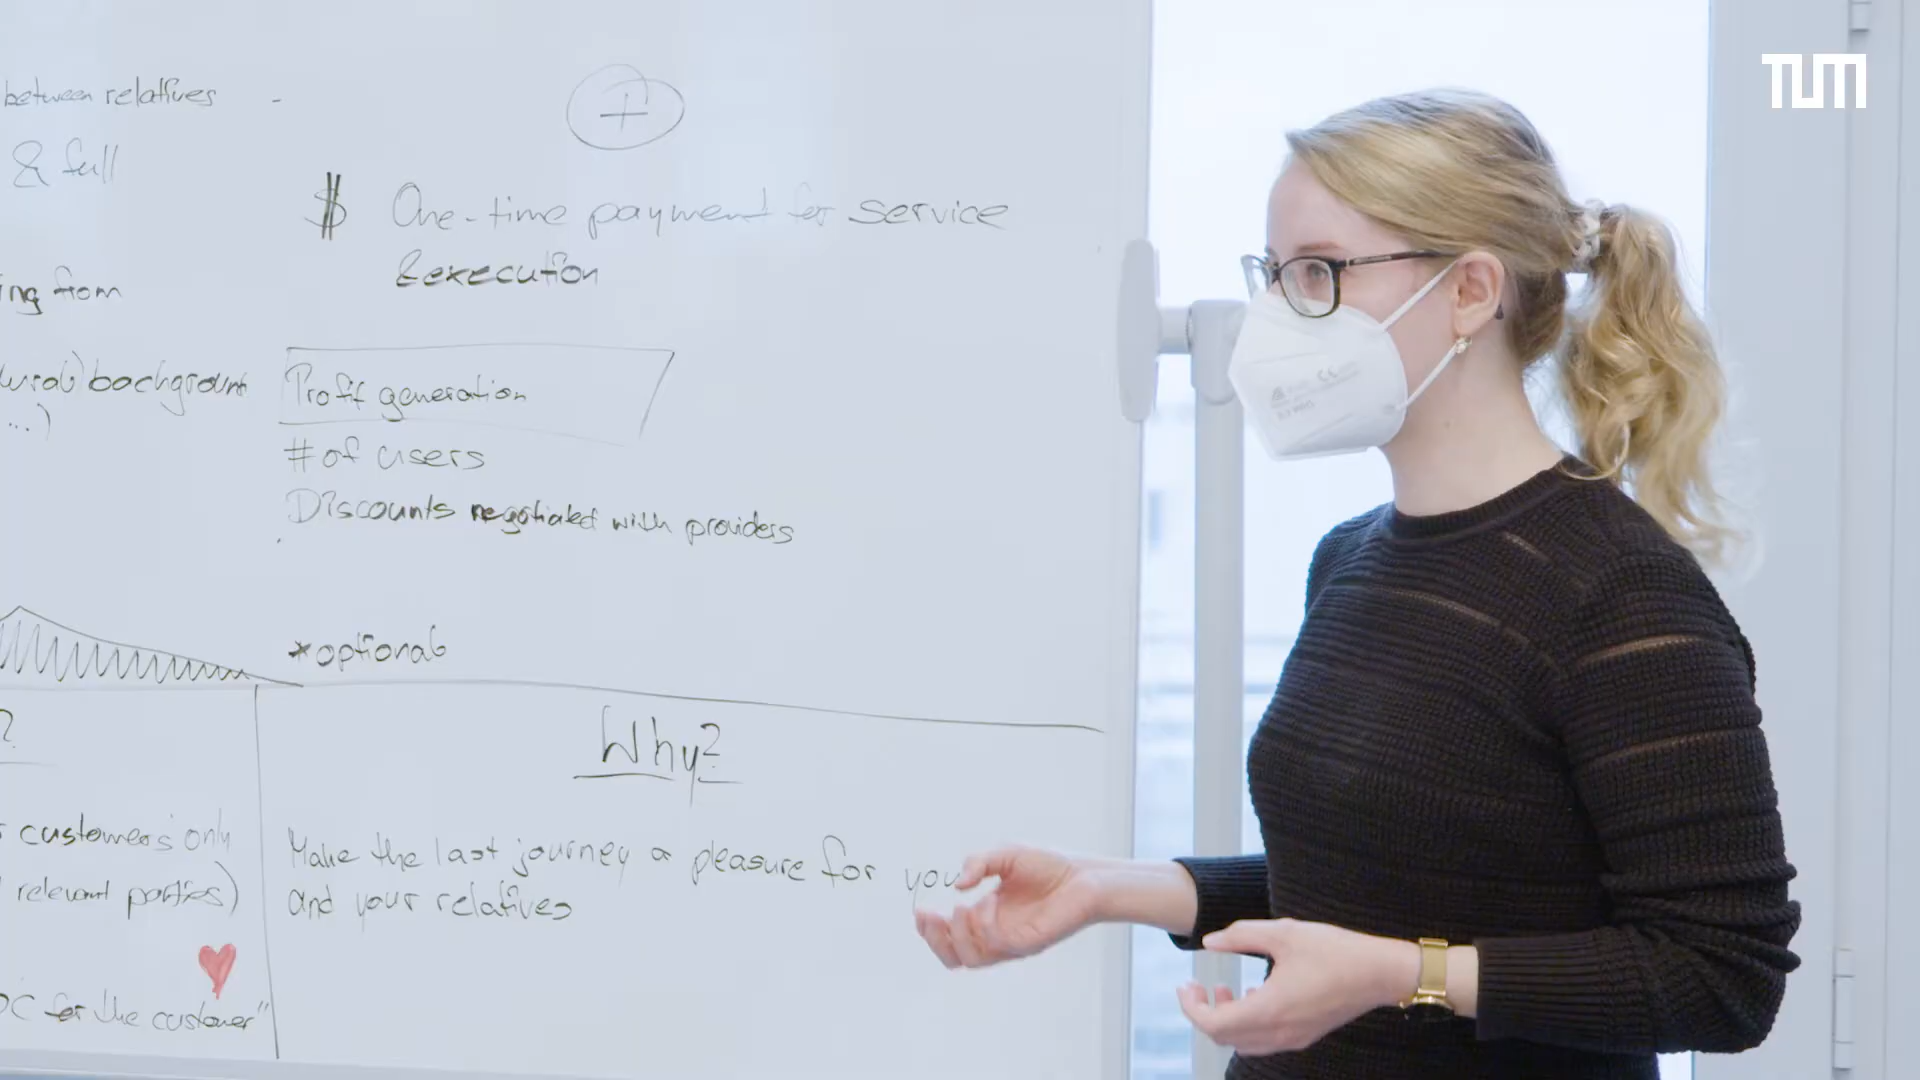 between relatives -
& full
ing from
background
...)
+
$ One-time payment for service
& execution
Profit generation
# of users
Discounts negotiated with providers
*optional
?
customers only
relevant parties)
for the customer"
Why?
Make the last journey a pleasure for you
and your relatives
TUM
CE